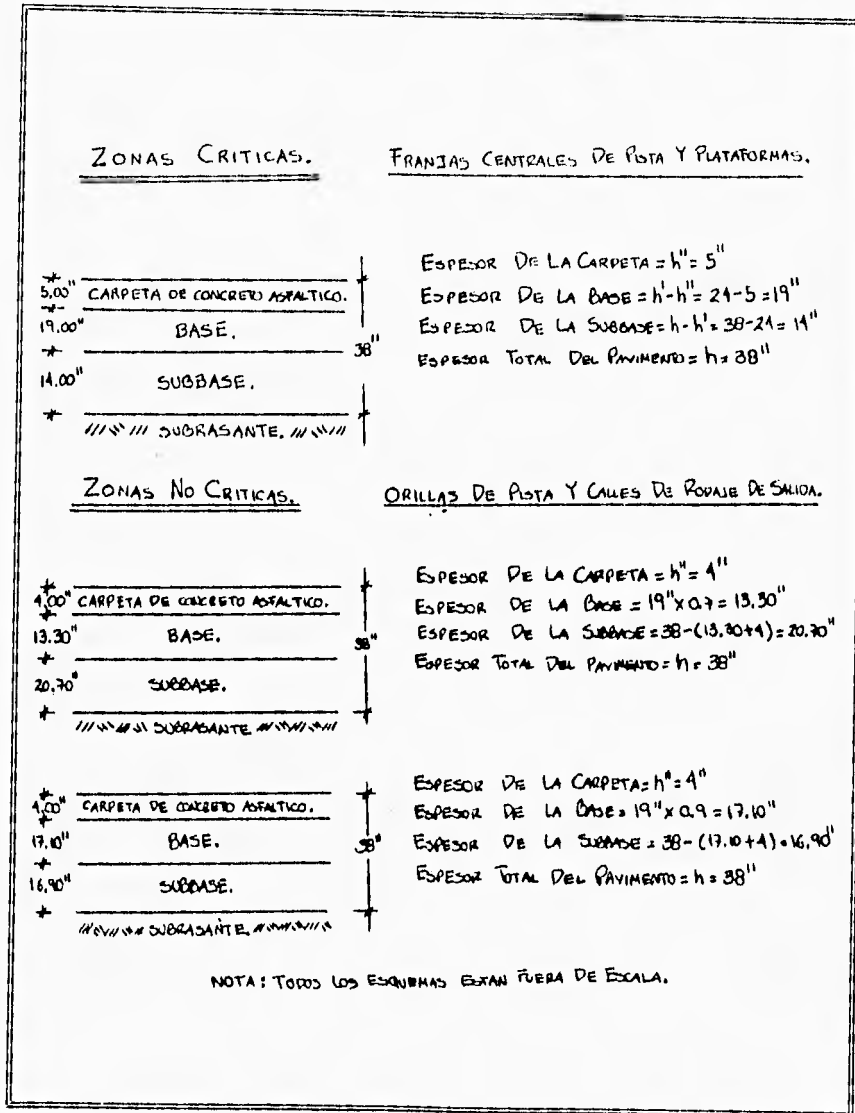 ZONAS CRITICAS.
FRANJAS CENTRALES DE PISTA Y PLATAFORMAS.
5.00" CARPETA DE CONCRETO ASFALTICO.
19.00" BASE.
38"
14.00" SUBBASE.
SUBRASANTE.
ESPESOR DE LA CARPETA = h" = 5"
ESPESOR DE LA BASE = h'-h" = 24-5 = 19"
ESPESOR DE LA SUBBASE = h-h' = 38-24 = 14"
ESPESOR TOTAL DEL PAVIMENTO = h = 38"
ZONAS NO CRITICAS.
ORILLAS DE PISTA Y CALLES DE RODAJE DE SALIDA.
4.00" CARPETA DE CONCRETO ASFALTICO.
13.30" BASE.
38"
20.70" SUBBASE.
SUBRASANTE
ESPESOR DE LA CARPETA = h" = 4"
ESPESOR DE LA BASE = 19" x 0.7 = 13.30"
ESPESOR DE LA SUBBASE = 38-(13.30+4) = 20.70"
ESPESOR TOTAL DEL PAVIMENTO = h = 38"
4.00" CARPETA DE CONCRETO ASFALTICO.
17.10" BASE.
38"
16.90" SUBBASE.
SUBRASANTE.
ESPESOR DE LA CARPETA = h" = 4"
ESPESOR DE LA BASE = 19" x 0.9 = 17.10"
ESPESOR DE LA SUBBASE = 38-(17.10+4) = 16.90"
ESPESOR TOTAL DEL PAVIMENTO = h = 38"
NOTA: TODOS LOS ESQUEMAS ESTAN FUERA DE ESCALA.